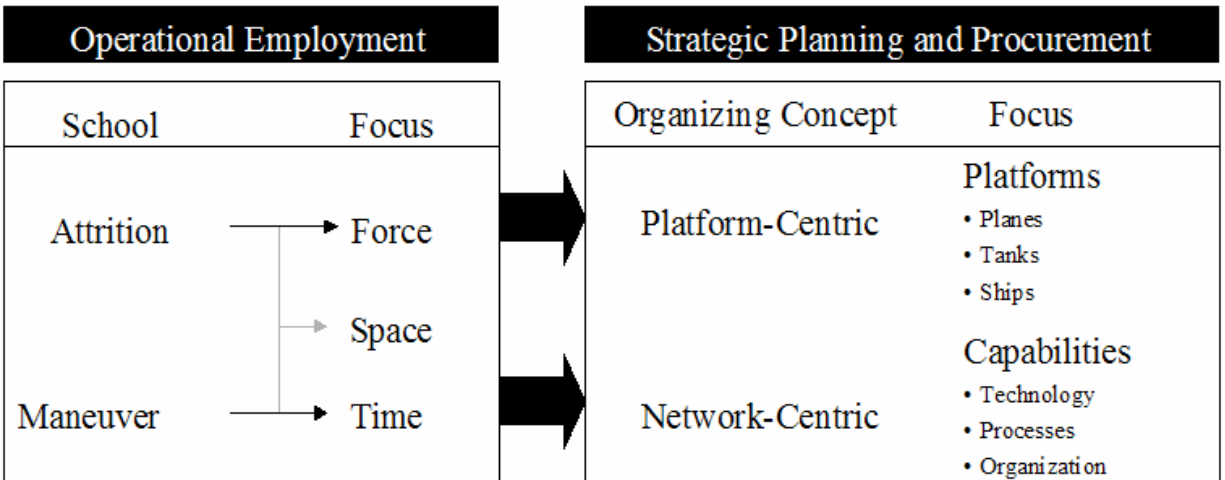 Operational Employment
School Focus
Attrition Force
Space
Maneuver Time
Strategic Planning and Procurement
Organizing Concept Focus
Platform-Centric
Platforms
• Planes
• Tanks
• Ships
Network-Centric
Capabilities
• Technology
• Processes
• Organization